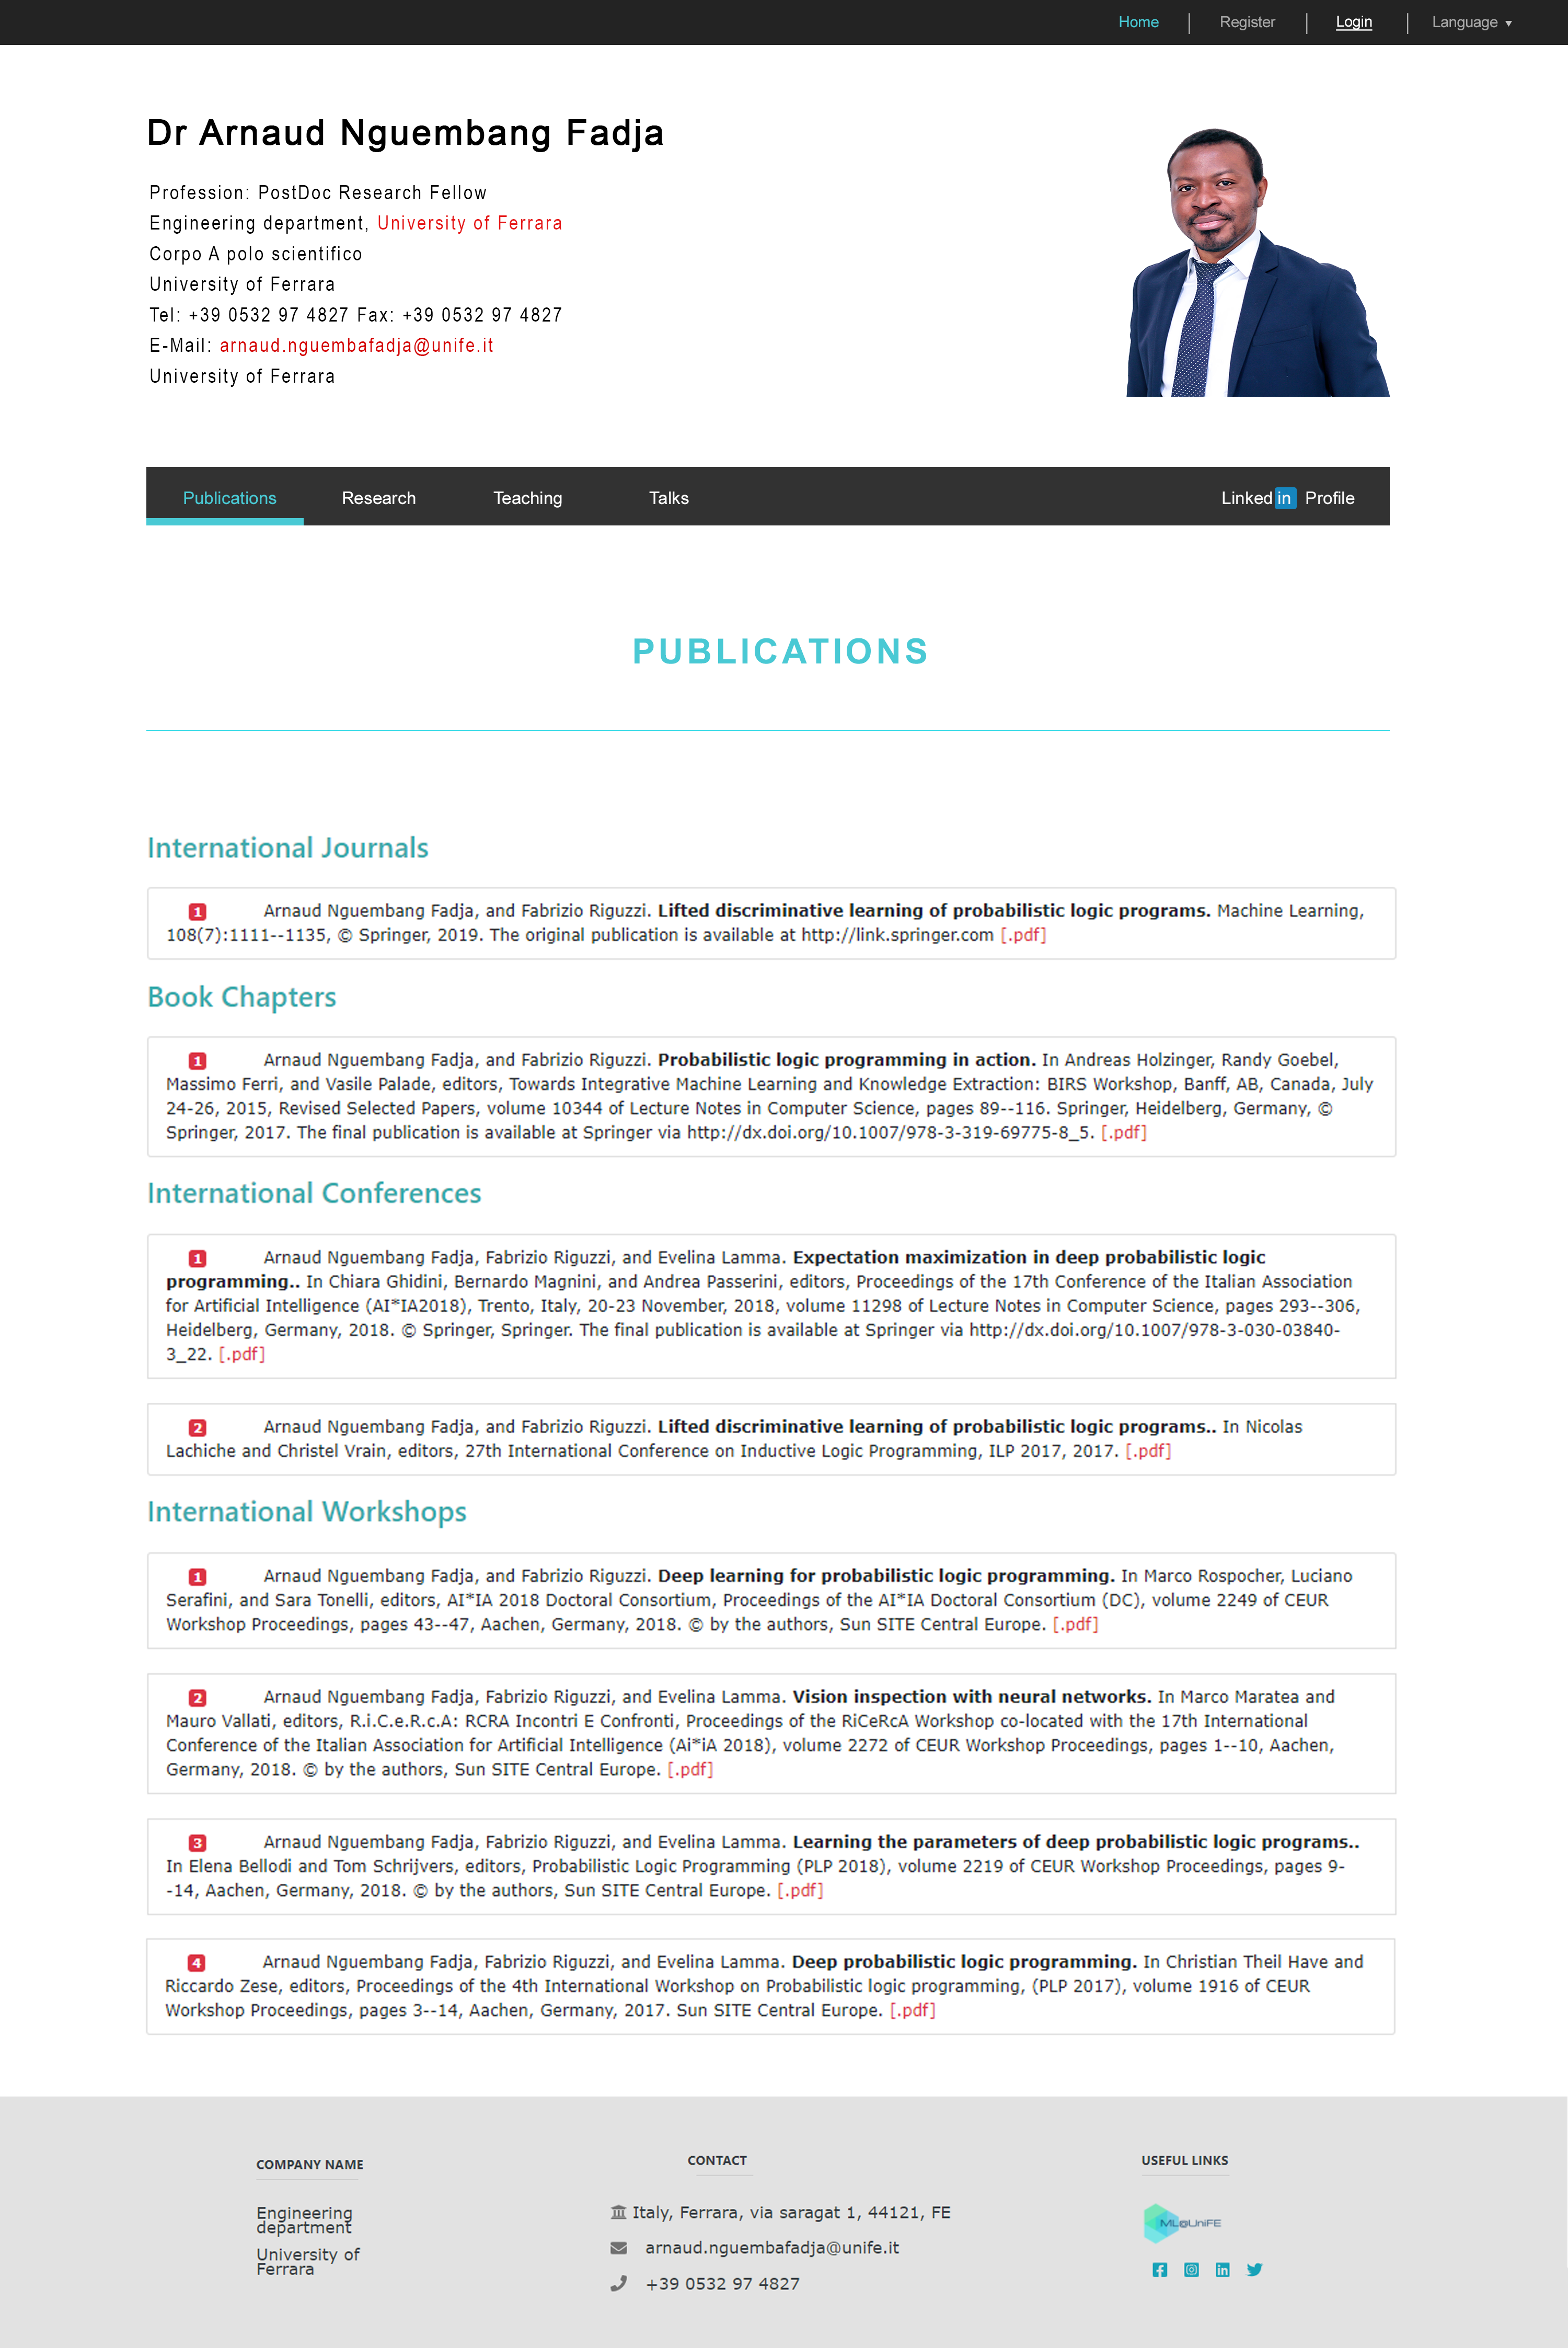 Home | Register | Login | Language ▾
Dr Arnaud Nguembang Fadja
Profession: PostDoc Research Fellow
Engineering department, University of Ferrara
Corpo A polo scientifico
University of Ferrara
Tel: +39 0532 97 4827 Fax: +39 0532 97 4827
E-Mail: arnaud.nguembafadja@unife.it
University of Ferrara
Publications Research Teaching Talks Linked in Profile
PUBLICATIONS
International Journals
1 Arnaud Nguembang Fadja, and Fabrizio Riguzzi. Lifted discriminative learning of probabilistic logic programs. Machine Learning,
108(7):1111--1135, © Springer, 2019. The original publication is available at http://link.springer.com [.pdf]
Book Chapters
1 Arnaud Nguembang Fadja, and Fabrizio Riguzzi. Probabilistic logic programming in action. In Andreas Holzinger, Randy Goebel,
Massimo Ferri, and Vasile Palade, editors, Towards Integrative Machine Learning and Knowledge Extraction: BIRS Workshop, Banff, AB, Canada, July
24-26, 2015, Revised Selected Papers, volume 10344 of Lecture Notes in Computer Science, pages 89--116. Springer, Heidelberg, Germany, ©
Springer, 2017. The final publication is available at Springer via http://dx.doi.org/10.1007/978-3-319-69775-8_5. [.pdf]
International Conferences
1 Arnaud Nguembang Fadja, Fabrizio Riguzzi, and Evelina Lamma. Expectation maximization in deep probabilistic logic
programming.. In Chiara Ghidini, Bernardo Magnini, and Andrea Passerini, editors, Proceedings of the 17th Conference of the Italian Association
for Artificial Intelligence (AI*IA2018), Trento, Italy, 20-23 November, 2018, volume 11298 of Lecture Notes in Computer Science, pages 293--306,
Heidelberg, Germany, 2018. © Springer, Springer. The final publication is available at Springer via http://dx.doi.org/10.1007/978-3-030-03840-
3_22. [.pdf]
2 Arnaud Nguembang Fadja, and Fabrizio Riguzzi. Lifted discriminative learning of probabilistic logic programs.. In Nicolas
Lachiche and Christel Vrain, editors, 27th International Conference on Inductive Logic Programming, ILP 2017, 2017. [.pdf]
International Workshops
1 Arnaud Nguembang Fadja, and Fabrizio Riguzzi. Deep learning for probabilistic logic programming. In Marco Rospocher, Luciano
Serafini, and Sara Tonelli, editors, AI*IA 2018 Doctoral Consortium, Proceedings of the AI*IA Doctoral Consortium (DC), volume 2249 of CEUR
Workshop Proceedings, pages 43--47, Aachen, Germany, 2018. © by the authors, Sun SITE Central Europe. [.pdf]
2 Arnaud Nguembang Fadja, Fabrizio Riguzzi, and Evelina Lamma. Vision inspection with neural networks. In Marco Maratea and
Mauro Vallati, editors, R.i.C.e.R.c.A: RCRA Incontri E Confronti, Proceedings of the RiCeRcA Workshop co-located with the 17th International
Conference of the Italian Association for Artificial Intelligence (Ai*iA 2018), volume 2272 of CEUR Workshop Proceedings, pages 1--10, Aachen,
Germany, 2018. © by the authors, Sun SITE Central Europe. [.pdf]
3 Arnaud Nguembang Fadja, Fabrizio Riguzzi, and Evelina Lamma. Learning the parameters of deep probabilistic logic programs..
In Elena Bellodi and Tom Schrijvers, editors, Probabilistic Logic Programming (PLP 2018), volume 2219 of CEUR Workshop Proceedings, pages 9-
-14, Aachen, Germany, 2018. © by the authors, Sun SITE Central Europe. [.pdf]
4 Arnaud Nguembang Fadja, Fabrizio Riguzzi, and Evelina Lamma. Deep probabilistic logic programming. In Christian Theil Have and
Riccardo Zese, editors, Proceedings of the 4th International Workshop on Probabilistic logic programming, (PLP 2017), volume 1916 of CEUR
Workshop Proceedings, pages 3--14, Aachen, Germany, 2017. Sun SITE Central Europe. [.pdf]
COMPANY NAME
Engineering
department
University of
Ferrara
CONTACT
Italy, Ferrara, via saragat 1, 44121, FE
arnaud.nguembafadja@unife.it
+39 0532 97 4827
USEFUL LINKS
ML@UniFE